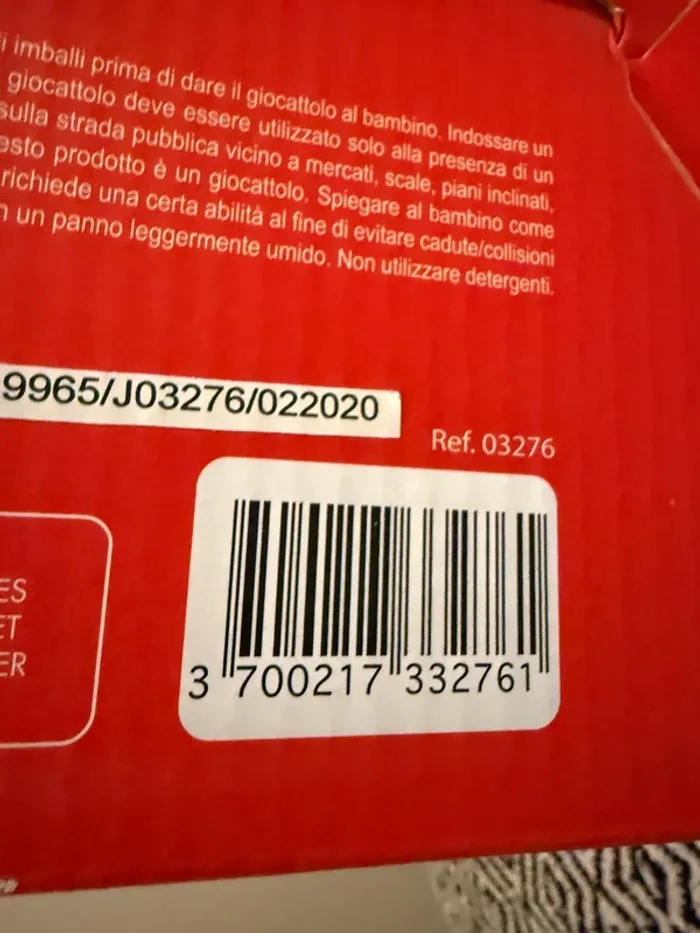 i imballi prima di dare il giocattolo al bambino. Indossare un
giocattolo deve essere utilizzato solo alla presenza di un
sulla strada pubblica vicino a mercati, scale, piani inclinati,
esto prodotto è un giocattolo. Spiegare al bambino come
richiede una certa abilità al fine di evitare cadute/collisioni
n un panno leggermente umido. Non utilizzare detergenti.
9965/J03276/022020
Ref. 03276
ES
ET
ER
3 700217 332761